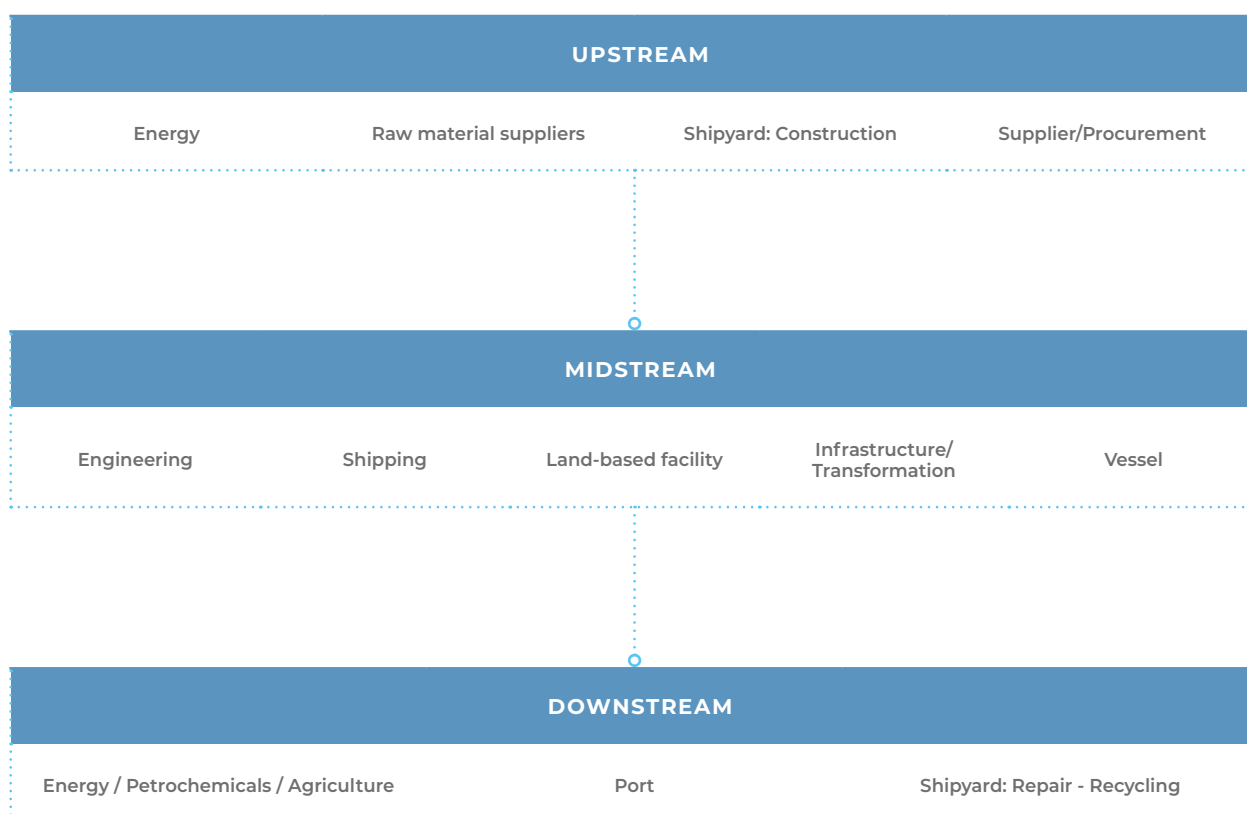 UPSTREAM
Energy
Raw material suppliers
Shipyard: Construction
Supplier/Procurement
MIDSTREAM
Engineering
Shipping
Land-based facility
Infrastructure/
Transformation
Vessel
DOWNSTREAM
Energy / Petrochemicals / Agriculture
Port
Shipyard: Repair - Recycling